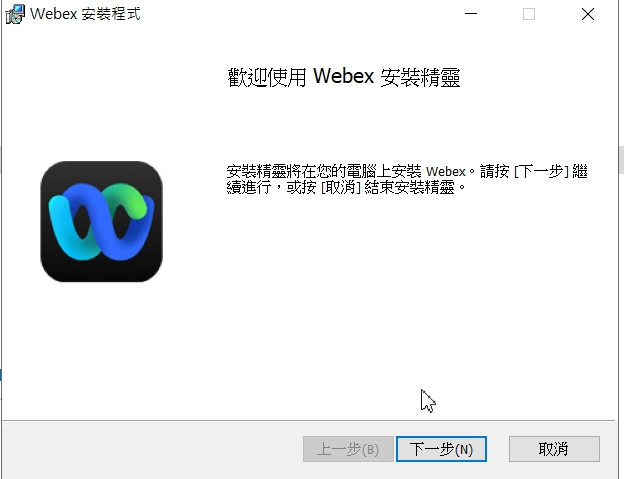 Webex 安裝程式
歡迎使用 Webex 安裝精靈
安裝精靈將在您的電腦上安裝 Webex。請按 [下一步] 繼
續進行，或按 [取消] 結束安裝精靈。
上一步(B) 下一步(N) 取消